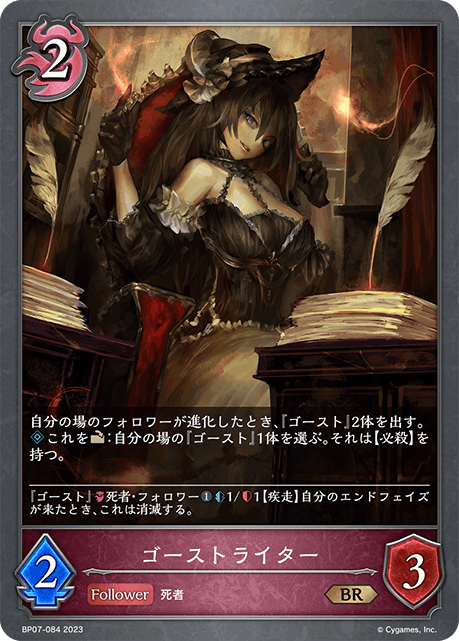 2
自分の場のフォロワーが進化したとき、『ゴースト』2体を出す。
これを:自分の場の『ゴースト』1体を選ぶ。それは【必殺】を
持つ。
『ゴースト』死者・フォロワー1 1/1【疾走】自分のエンドフェイズ
が来たとき、これは消滅する。
ゴーストライター
2 Follower 死者 BR 3
BP07-084 2023 © Cygames, Inc.